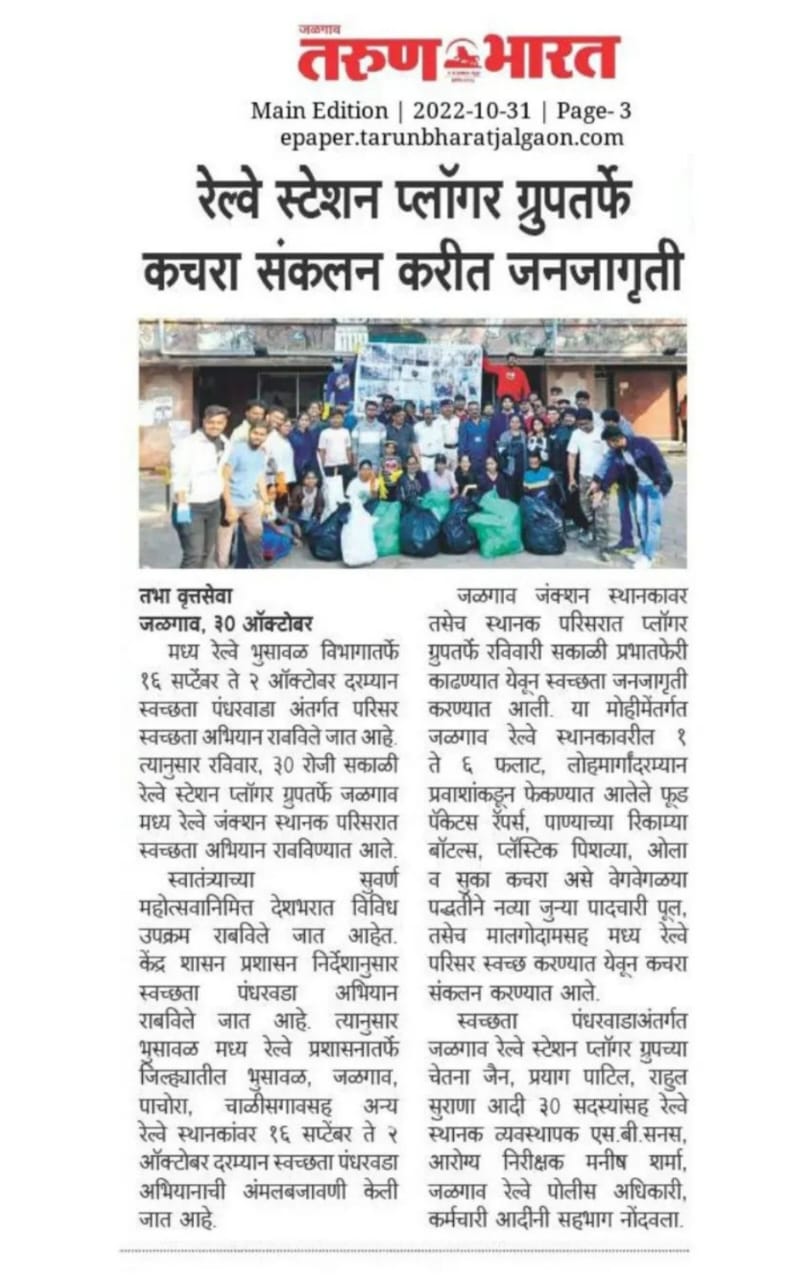 जळगाव
तरुण भारत
Main Edition | 2022-10-31 | Page- 3
epaper.tarunbharatjalgaon.com
रेल्वे स्टेशन प्लॉगर ग्रुपतर्फे
कचरा संकलन करीत जनजागृती
तभा वृत्तसेवा
जळगाव, ३० ऑक्टोबर
मध्य रेल्वे भुसावळ विभागातर्फे
१६ सप्टेंबर ते २ ऑक्टोवर दरम्यान
स्वच्छता पंधरवाडा अंतर्गत परिसर
स्वच्छता अभियान राबविले जात आहे.
त्यानुसार रविवार, ३० रोजी सकाळी
रेल्वे स्टेशन प्लॉगर ग्रुपतर्फे जळगाव
मध्य रेल्वे जंक्शन स्थानक परिसरात
स्वच्छता अभियान राबविण्यात आले.
स्वातंत्र्याच्या सुवर्ण
महोत्सवानिमित्त देशभरात विविध
उपक्रम राबविले जात आहेत.
केंद्र शासन प्रशासन निर्देशानुसार
स्वच्छता पंधरवडा अभियान
राबविले जात आहे. त्यानुसार
भुसावळ मध्य रेल्वे प्रशासनातर्फे
जिल्ह्यातील भुसावळ, जळगाव,
पाचोरा, चाळीसगावसह अन्य
रेल्वे स्थानकांवर १६ सप्टेंबर ते २
ऑक्टोबर दरम्यान स्वच्छता पंधरवडा
अभियानाची अंमलबजावणी केली
जात आहे.
जळगाव जंक्शन स्थानकावर
तसेच स्थानक परिसरात प्लॉगर
ग्रुपतर्फे रविवारी सकाळी प्रभातफेरी
काढण्यात येवून स्वच्छता जनजागृती
करण्यात आली. या मोहीमेंतर्गत
जळगाव रेल्वे स्थानकावरील १
ते ६ फलाट, लोहमार्गांदरम्यान
प्रवाशांकडून फेकण्यात आलेले फूड
पॅकेटस रॅपर्स, पाण्याच्या रिकाम्या
बॉटल्स, प्लॅस्टिक पिशव्या, ओला
व सुका कचरा असे वेगवेगळया
पद्धतीने नव्या जुन्या पादचारी पूल,
तसेच मालगोदामसह मध्य रेल्वे
परिसर स्वच्छ करण्यात येवून कचरा
संकलन करण्यात आले.
स्वच्छता पंधरवाडाअंतर्गत
जळगाव रेल्वे स्टेशन प्लॉगर ग्रुपच्या
चेतना जैन, प्रयाग पाटिल, राहुल
सुराणा आदी ३० सदस्यांसह रेल्वे
स्थानक व्यवस्थापक एस.बी.सनस,
आरोग्य निरीक्षक मनीष शर्मा,
जळगाव रेल्वे पोलीस अधिकारी,
कर्मचारी आदीनी सहभाग नोंदवला.